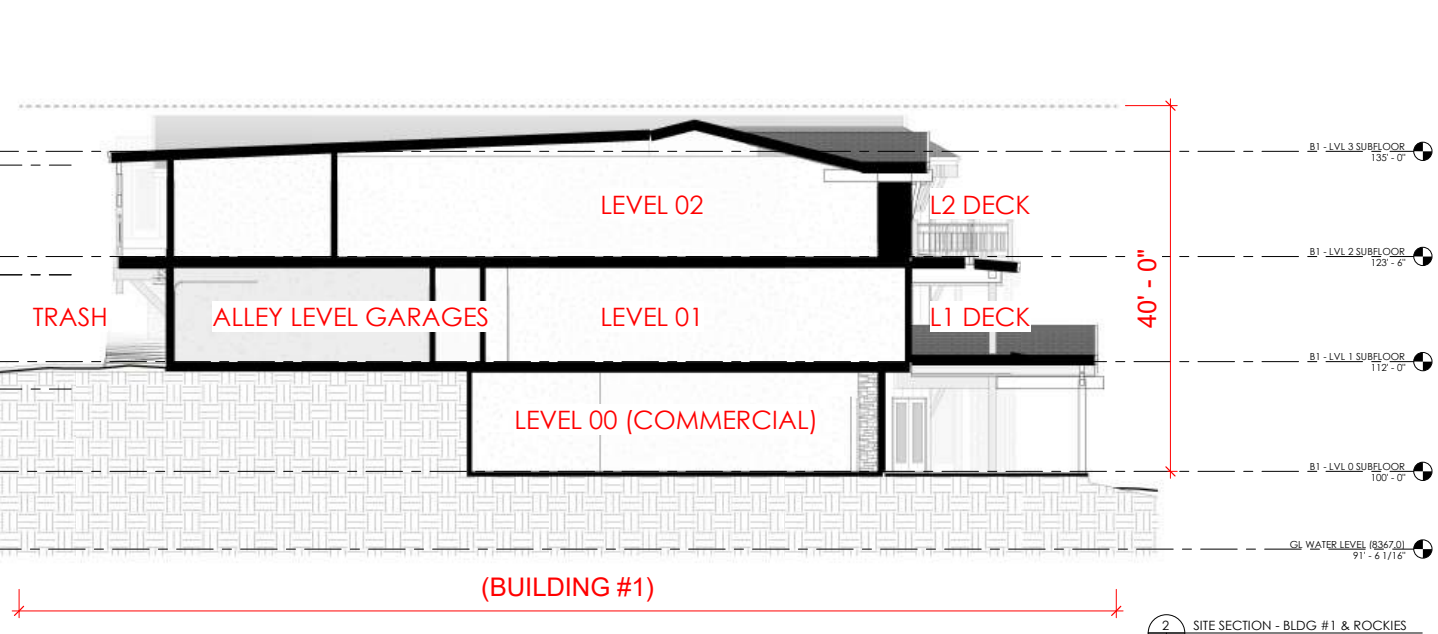 B1 - LVL 3 SUBFLOOR
135' - 0"
LEVEL 02
L2 DECK
B1 - LVL 2 SUBFLOOR
123' - 6"
40' - 0"
TRASH
ALLEY LEVEL GARAGES
LEVEL 01
L1 DECK
B1 - LVL 1 SUBFLOOR
112' - 0"
LEVEL 00 (COMMERCIAL)
B1 - LVL 0 SUBFLOOR
100' - 0"
GL WATER LEVEL (8367.0)
91' - 6 1/16"
(BUILDING #1)
2 SITE SECTION - BLDG #1 & ROCKIES